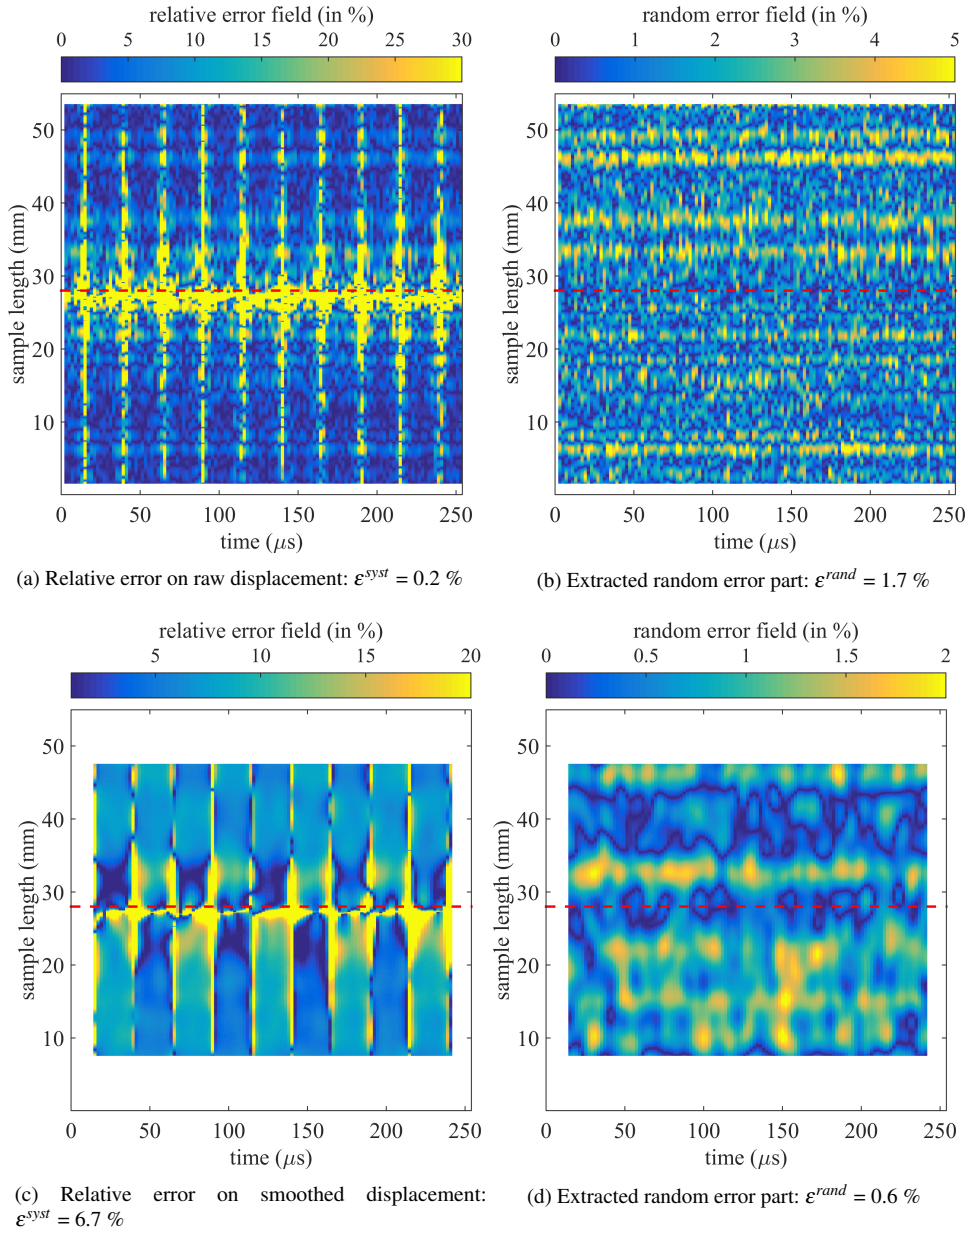 relative error field (in %)
0 5 10 15 20 25 30
random error field (in %)
0 1 2 3 4 5
sample length (mm)
50
40
30
20
10
0 50 100 150 200 250
time (μs)
sample length (mm)
50
40
30
20
10
0 50 100 150 200 250
time (μs)
(a) Relative error on raw displacement: ε^syst = 0.2 %
(b) Extracted random error part: ε^rand = 1.7 %
relative error field (in %)
5 10 15 20
random error field (in %)
0 0.5 1 1.5 2
sample length (mm)
50
40
30
20
10
0 50 100 150 200 250
time (μs)
sample length (mm)
50
40
30
20
10
0 50 100 150 200 250
time (μs)
(c) Relative error on smoothed displacement:
ε^syst = 6.7 %
(d) Extracted random error part: ε^rand = 0.6 %